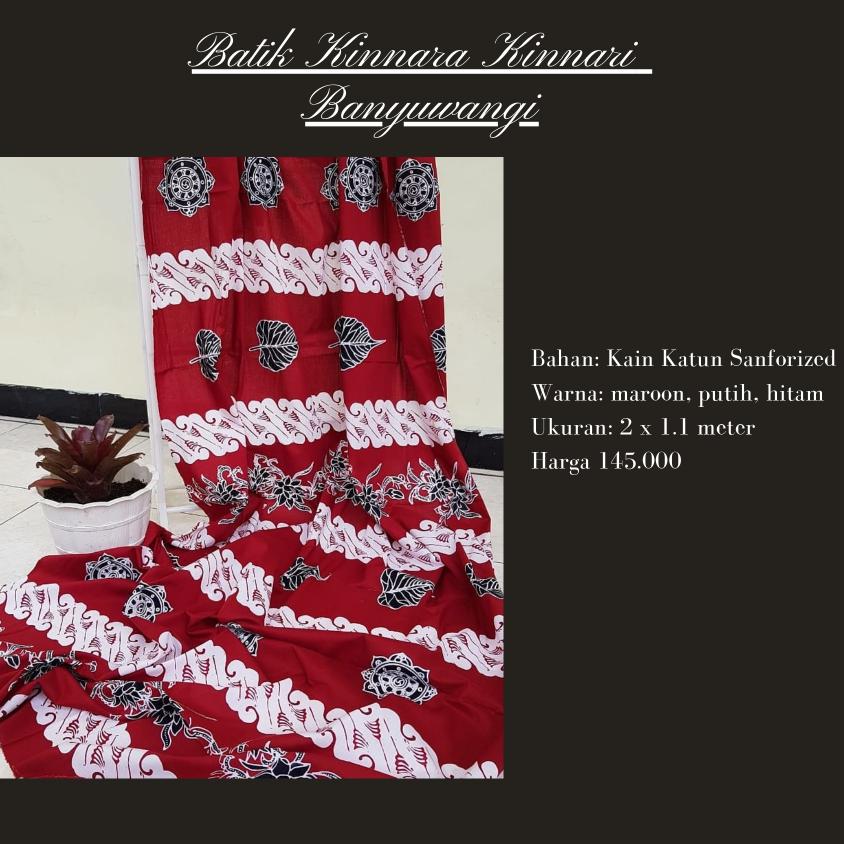 Batik Kinnara Kinnari
Banyuwangi
Bahan: Kain Katun Sanforized
Warna: maroon, putih, hitam
Ukuran: 2 x 1.1 meter
Harga 145.000